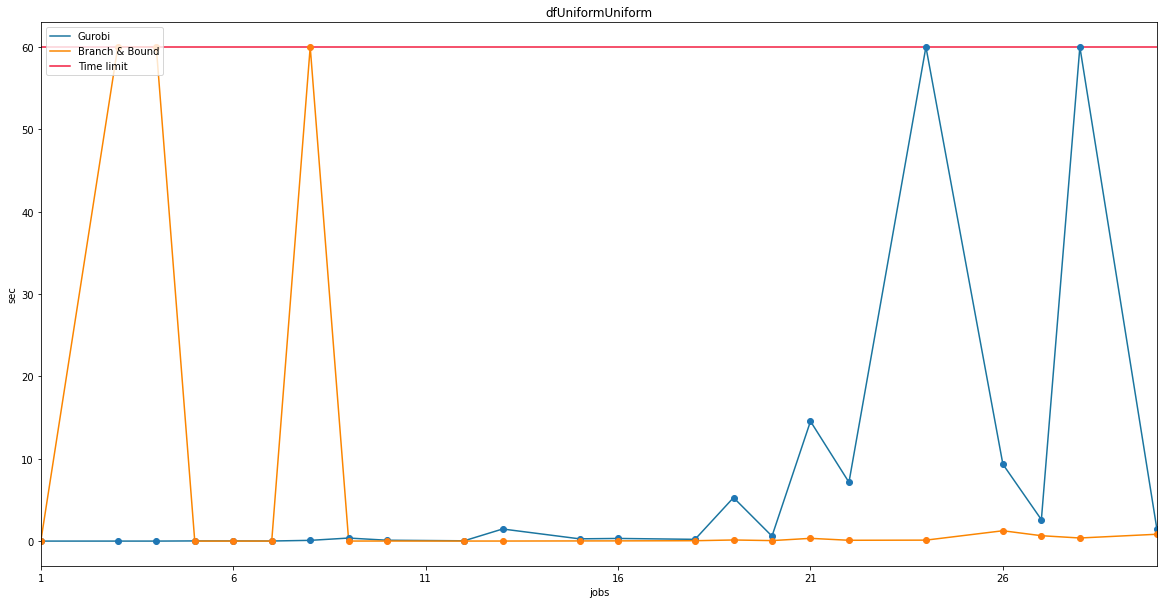 dfUniformUniform
Gurobi
Branch & Bound
Time limit
60
50
40
30
20
10
0
sec
1 6 11 16 21 26
jobs